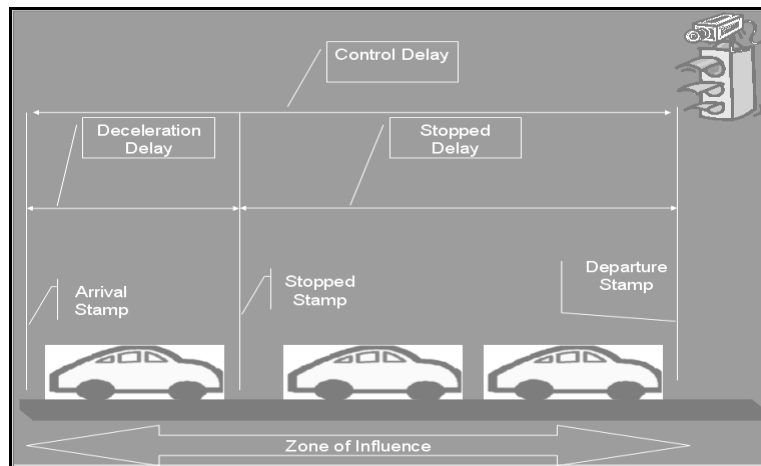 Control Delay
Deceleration
Delay
Stopped
Delay
Arrival
Stamp
Stopped
Stamp
Departure
Stamp
Zone of Influence